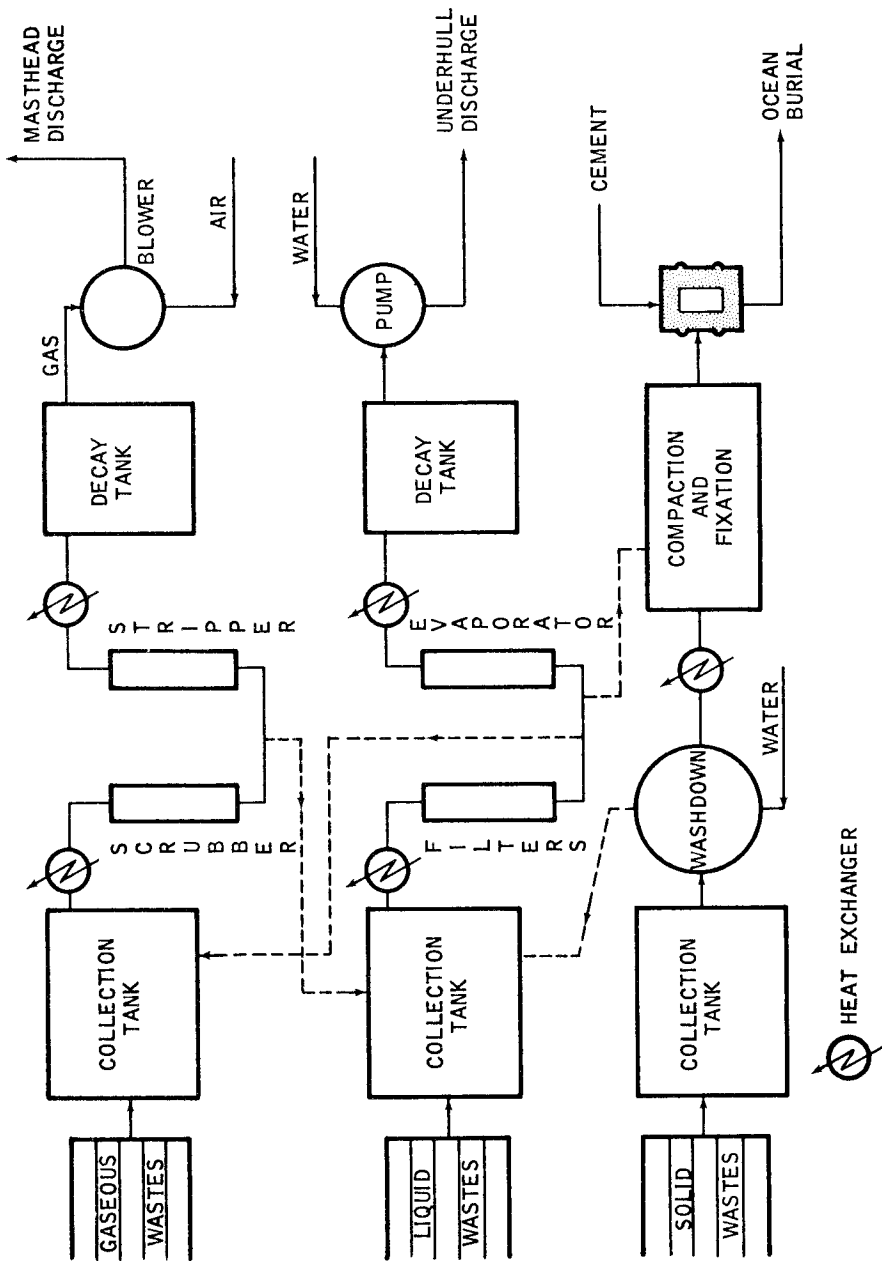 GASEOUS
WASTES
COLLECTION
TANK
SCRUBBER
STRIPPER
DECAY
TANK
GAS
BLOWER
AIR
MASTHEAD
DISCHARGE
LIQUID
WASTES
COLLECTION
TANK
FILTERS
EVAPORATOR
DECAY
TANK
PUMP
WATER
UNDERHULL
DISCHARGE
SOLID
WASTES
COLLECTION
TANK
WASHDOWN
WATER
COMPACTION
AND
FIXATION
CEMENT
OCEAN
BURIAL
HEAT EXCHANGER